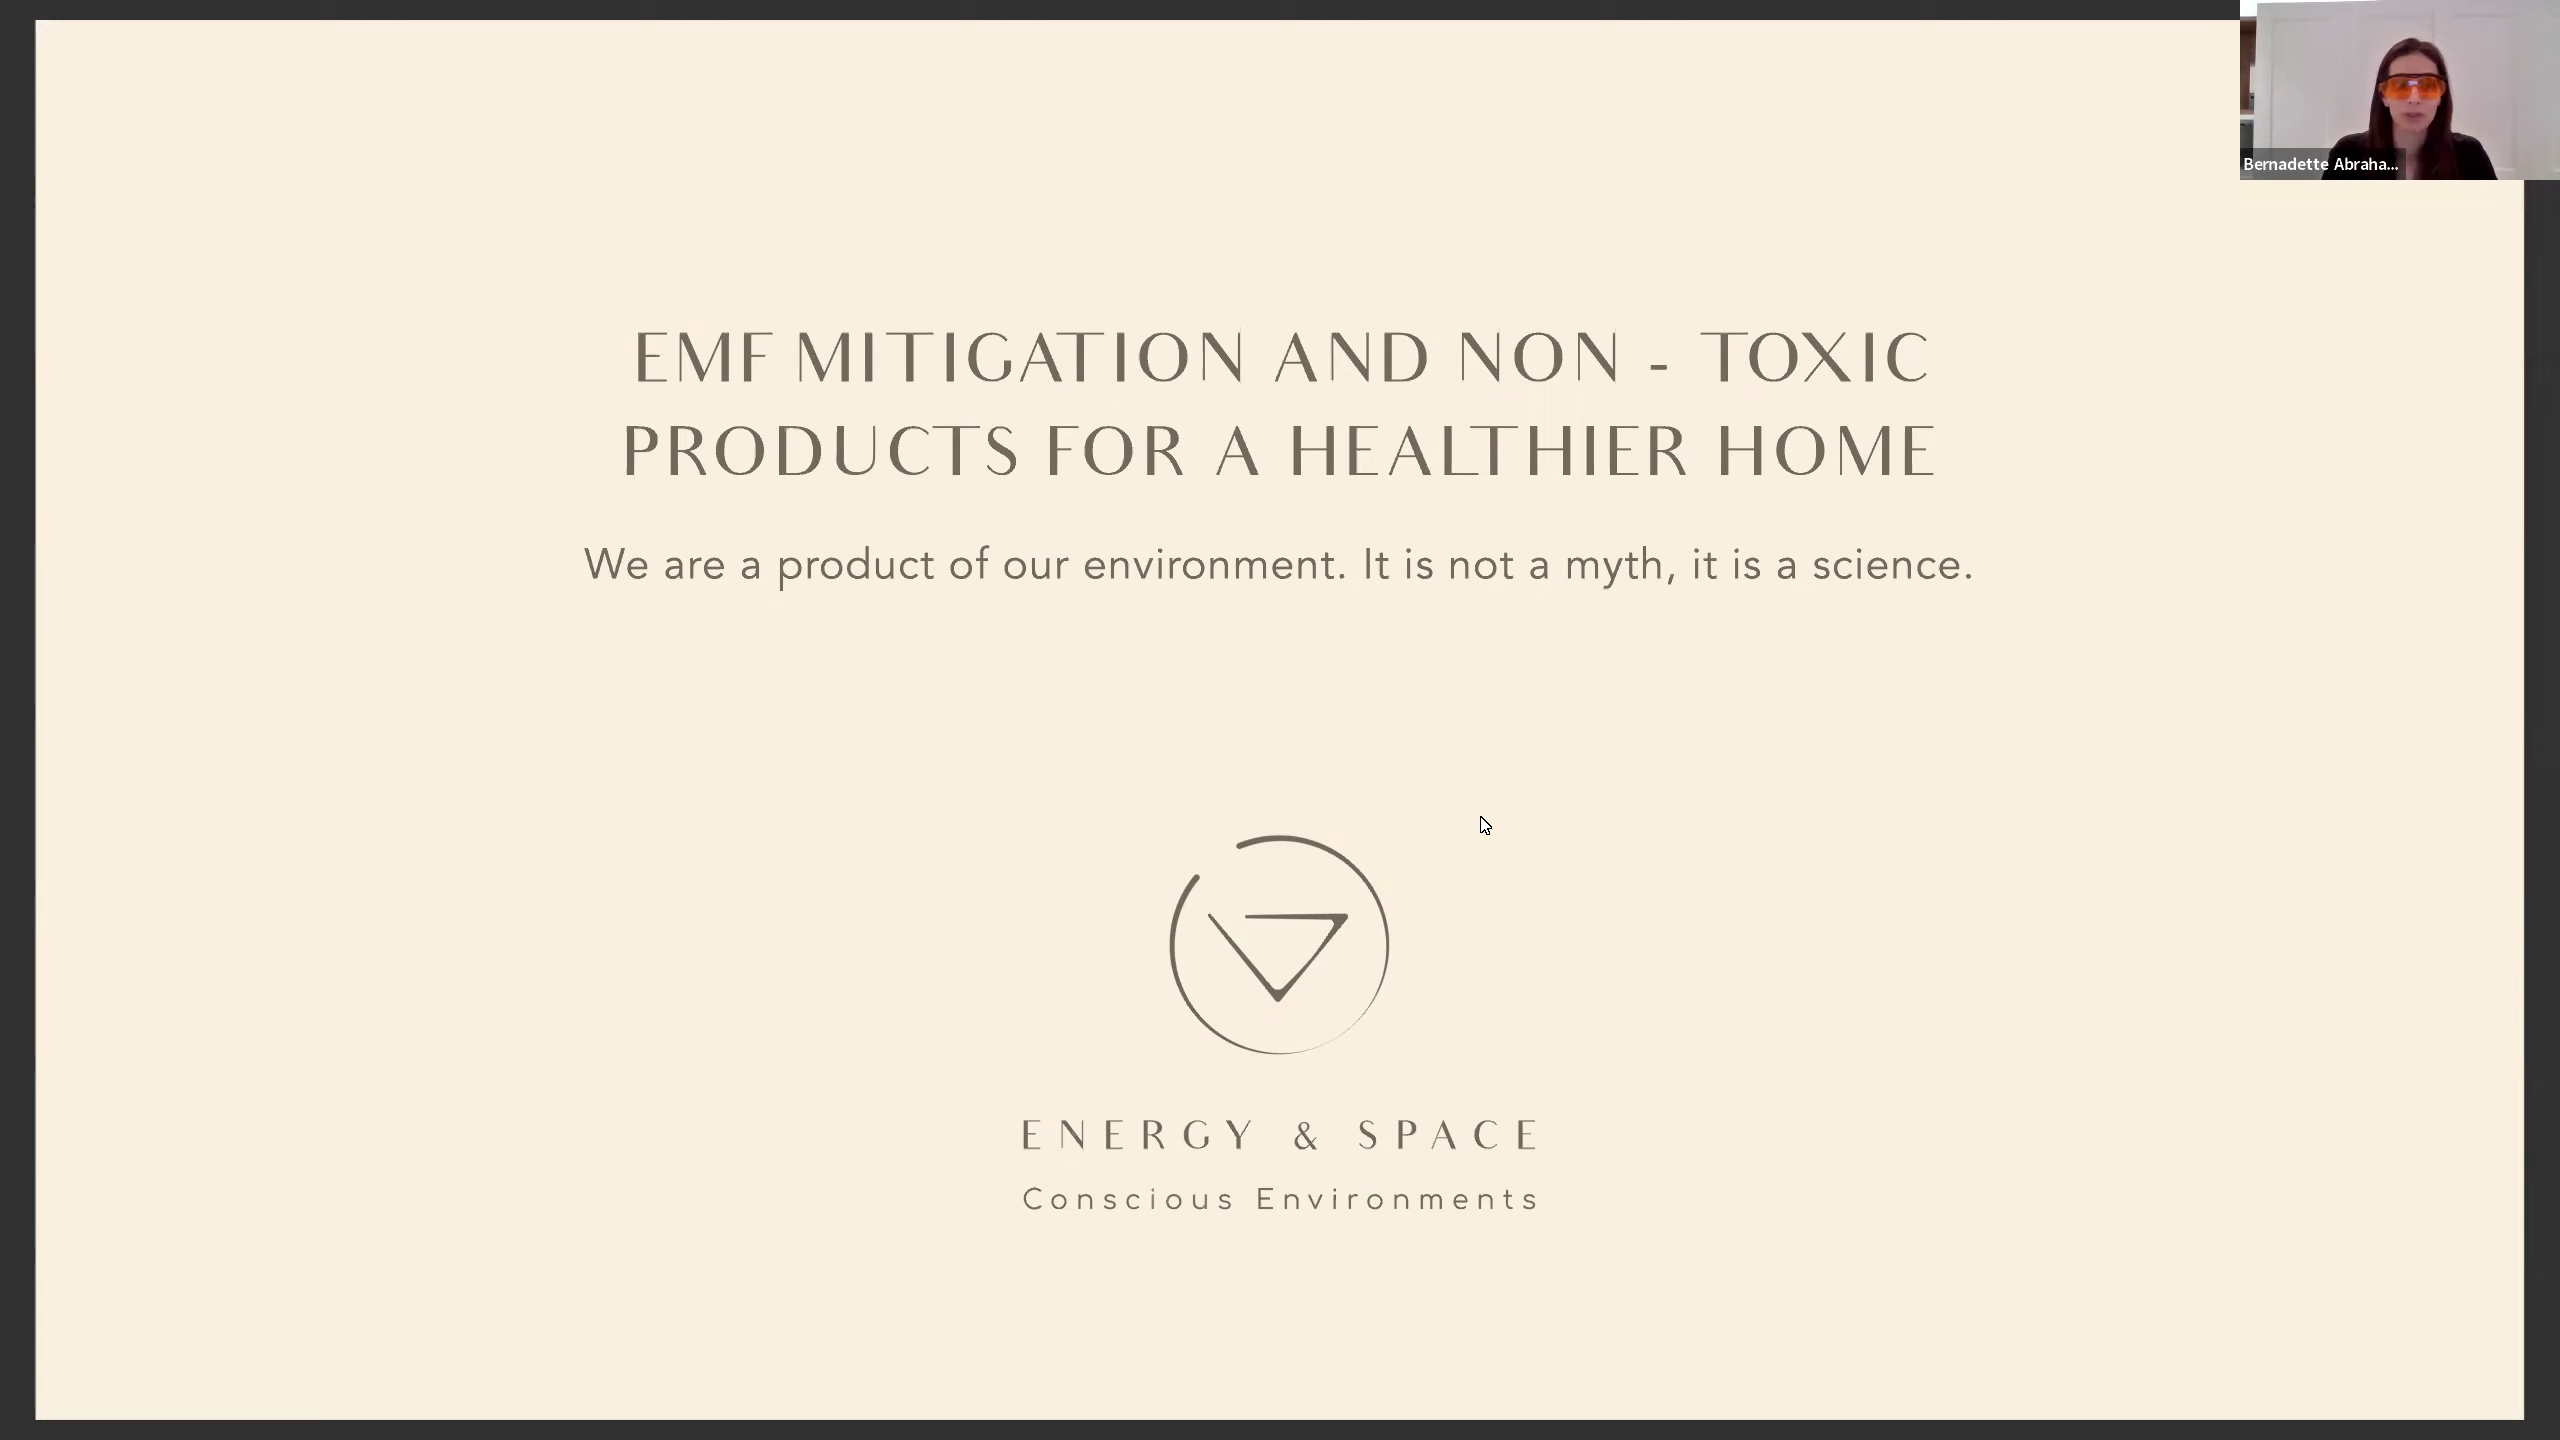 EMF MITIGATION AND NON - TOXIC
PRODUCTS FOR A HEALTHIER HOME
We are a product of our environment. It is not a myth, it is a science.
ENERGY & SPACE
Conscious Environments
Bernadette Abraha...